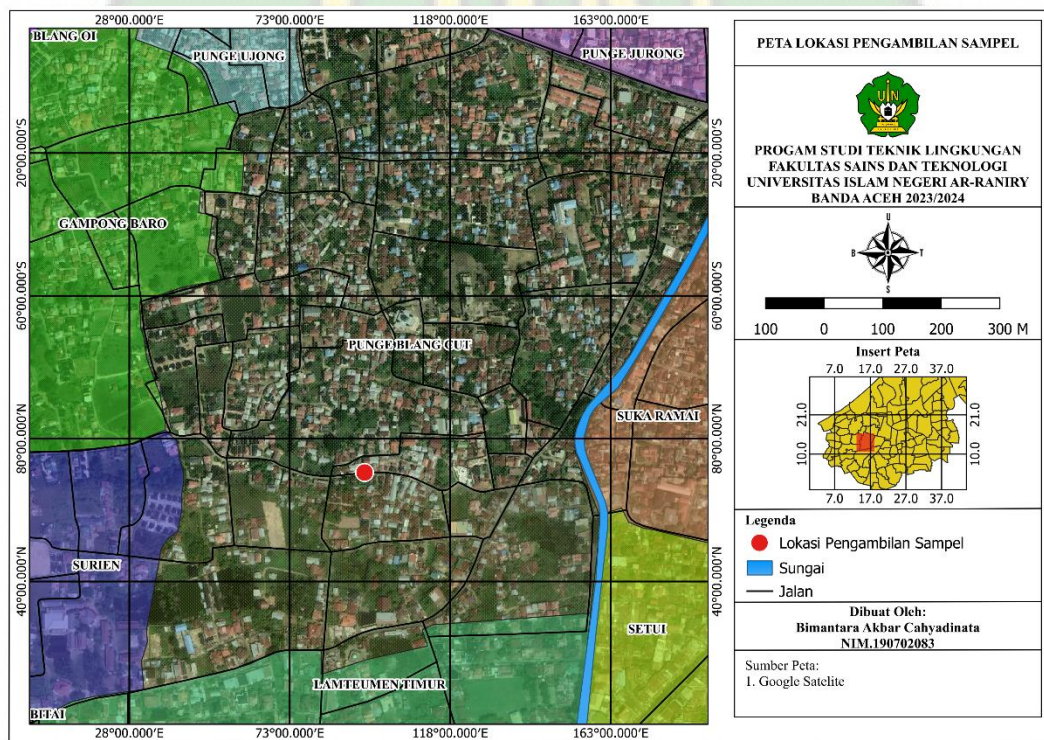 28°00.000'S 73°00.000'S 118°00.000'S 163°00.000'S
BLANG OI
PUNGE UJONG
PUNGE JURONG
20°00.000'S
20°00.000'S
GAMPONG BARO
60°00.000'S
60°00.000'S
PUNGE BLANG CUT
SUKA RAMAI
80°00.000'N
80°00.000'N
SURIEN
40°00.000'N
40°00.000'N
SETUI
LAMTEUMEN TIMUR
BITAI
28°00.000'S 73°00.000'S 118°00.000'S 163°00.000'S
PETA LOKASI PENGAMBILAN SAMPEL
UIN
PROGAM STUDI TEKNIK LINGKUNGAN
FAKULTAS SAINS DAN TEKNOLOGI
UNIVERSITAS ISLAM NEGERI AR-RANIRY
BANDA ACEH 2023/2024
U
B T
S
100 0 100 200 300 M
Insert Peta
7.0 17.0 27.0 37.0
21.0 21.0
10.0 10.0
7.0 17.0 27.0 37.0
Legenda
Lokasi Pengambilan Sampel
Sungai
Jalan
Dibuat Oleh:
Bimantara Akbar Cahyadinata
NIM.190702083
Sumber Peta:
1. Google Satelite